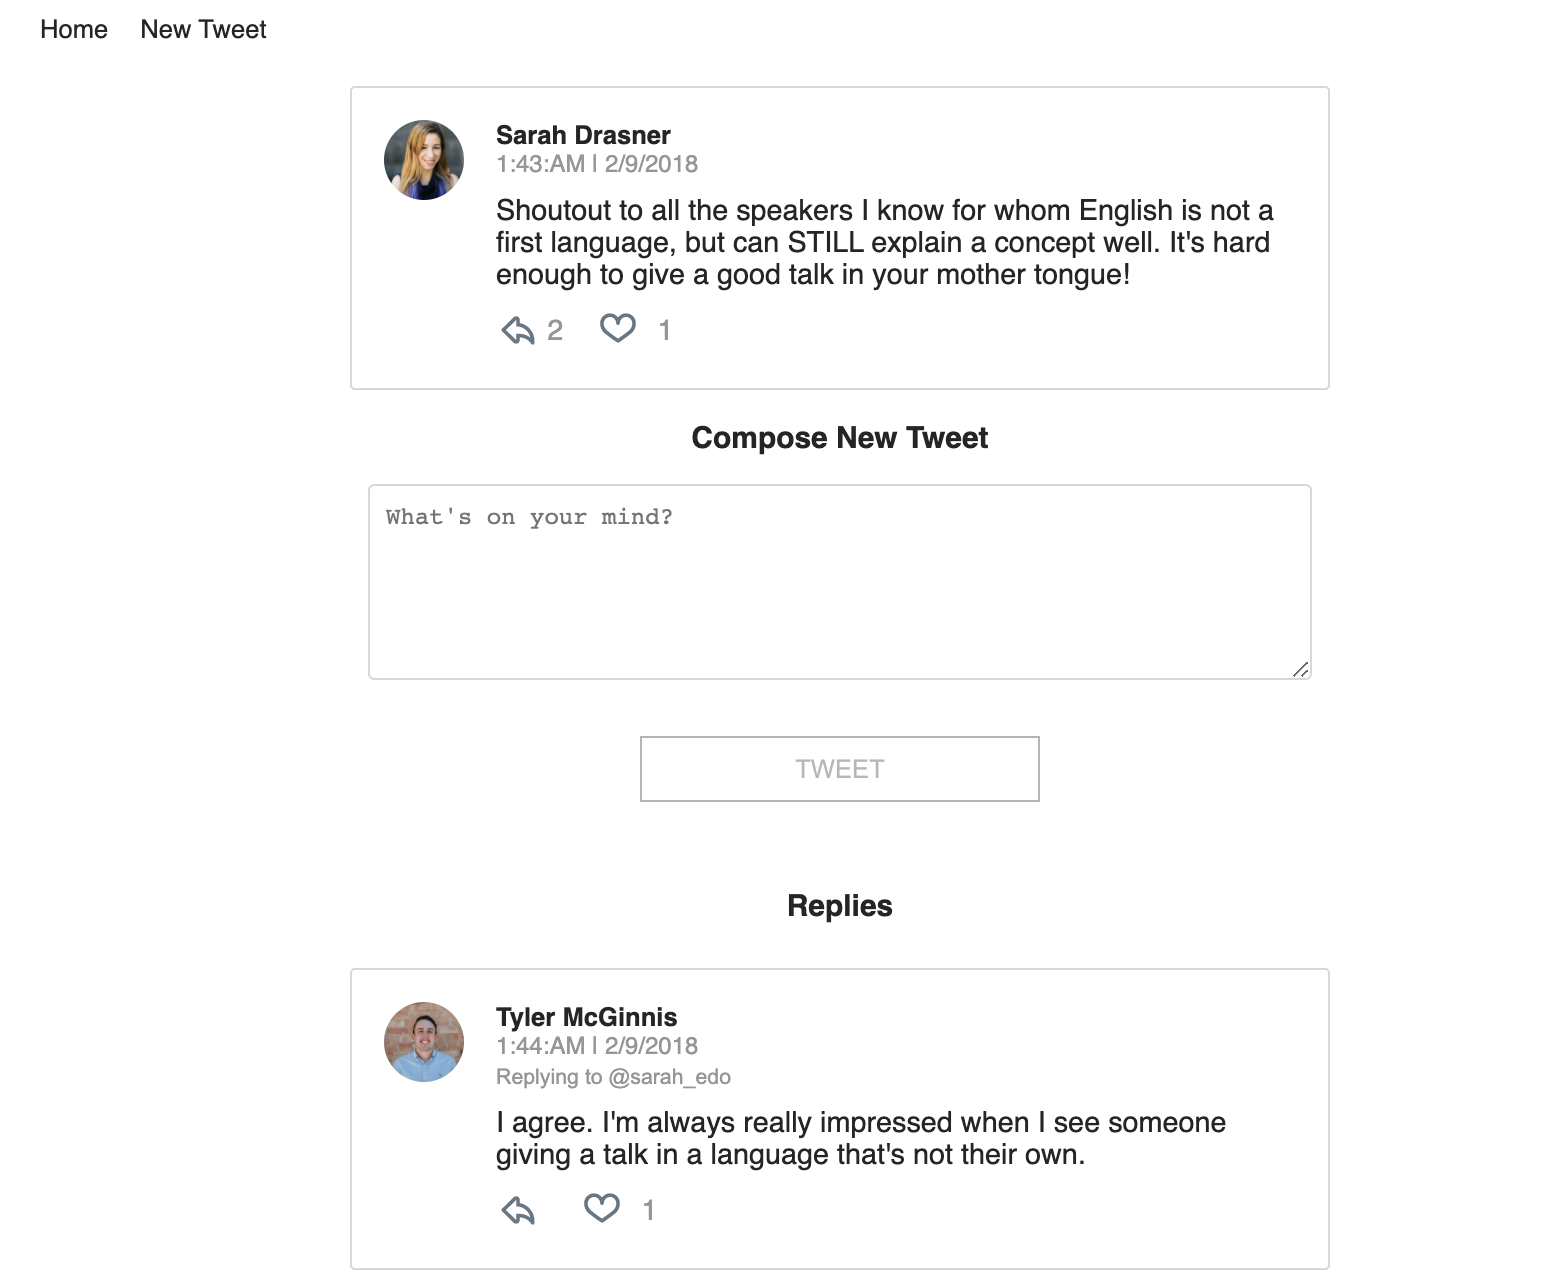 Home New Tweet
Sarah Drasner
1:43:AM | 2/9/2018
Shoutout to all the speakers I know for whom English is not a
first language, but can STILL explain a concept well. It's hard
enough to give a good talk in your mother tongue!
2 1
Compose New Tweet
What's on your mind?
TWEET
Replies
Tyler McGinnis
1:44:AM | 2/9/2018
Replying to @sarah_edo
I agree. I'm always really impressed when I see someone
giving a talk in a language that's not their own.
1